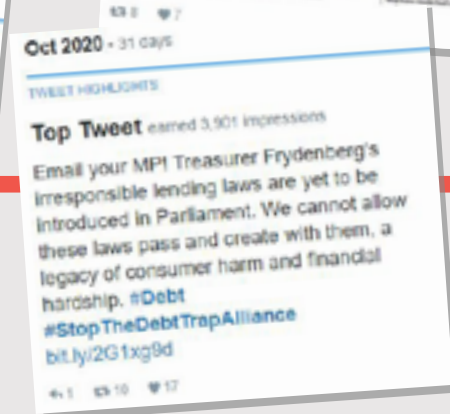 8 7
Oct 2020 • 31 days
TWEET HIGHLIGHTS
Top Tweet earned 3,901 impressions
Email your MP! Treasurer Frydenberg's
irresponsible lending laws are yet to be
introduced in Parliament. We cannot allow
these laws pass and create with them, a
legacy of consumer harm and financial
hardship. #Debt
#StopTheDebtTrapAlliance
bit.ly/2G1xg9d
1 10 17